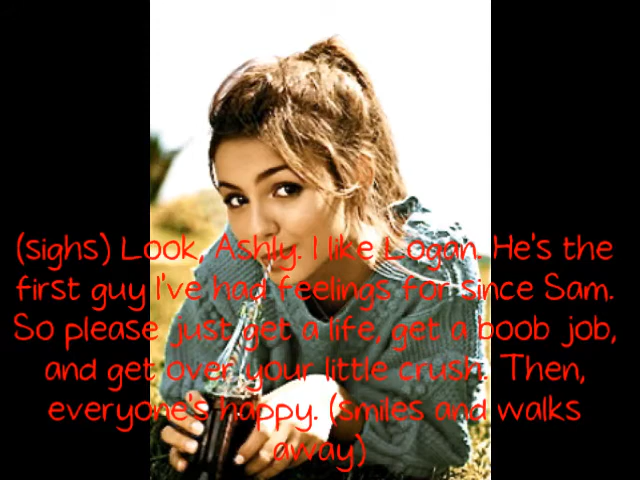 (sighs) Look, Ashly. I like Logan. He's the
first guy I've had feelings for since Sam.
So please just get a life, get a boob job,
and get over your little crush. Then,
everyone's happy. (smiles and walks
away)